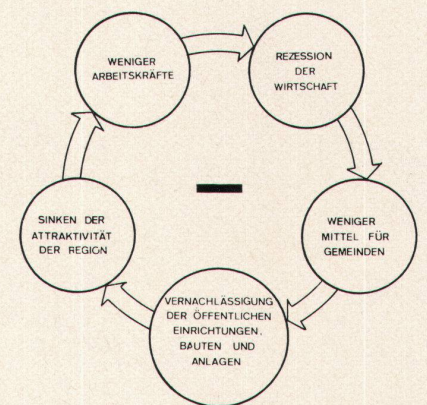 WENIGER
ARBEITSKRÄFTE
REZESSION
DER
WIRTSCHAFT
WENIGER
MITTEL FÜR
GEMEINDEN
VERNACHLÄSSIGUNG
DER ÖFFENTLICHEN
EINRICHTUNGEN,
BAUTEN UND
ANLAGEN
SINKEN DER
ATTRAKTIVITÄT
DER REGION